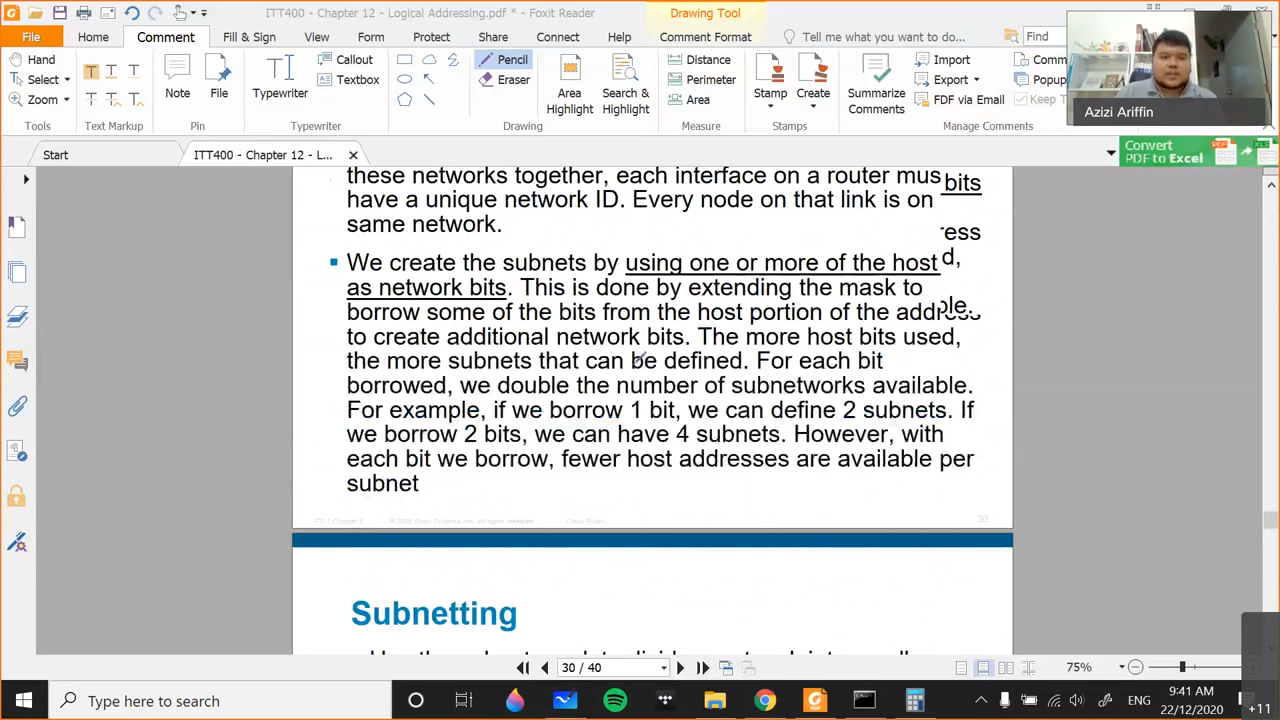 ITT400 - Chapter 12 - Logical Addressing.pdf * - Foxit Reader
Drawing Tool
File Home Comment Fill & Sign View Form Protect Share Connect Help Comment Format Tell me what you want to do... Find
Hand
Select
Zoom
Tools
T T T
T T T
Text Markup
Note
File
Pin
Typewriter
Callout
Textbox
Typewriter
Pencil
Eraser
Area
Highlight
Search &
Highlight
Drawing
Distance
Perimeter
Area
Measure
Stamp
Create
Stamps
Summarize
Comments
Import
Export
FDF via Email
Comm
Popup
Keep
Manage Comments
Azizi Ariffin
Start
ITT400 - Chapter 12 - L...
Convert
PDF to Excel
these networks together, each interface on a router mus
bits
have a unique network ID. Every node on that link is on
same network.
ress
We create the subnets by using one or more of the host
d,
as network bits. This is done by extending the mask to
borrow some of the bits from the host portion of the address
ple.
to create additional network bits. The more host bits used,
the more subnets that can be defined. For each bit
borrowed, we double the number of subnetworks available.
For example, if we borrow 1 bit, we can define 2 subnets. If
we borrow 2 bits, we can have 4 subnets. However, with
each bit we borrow, fewer host addresses are available per
subnet
Cisco Public
30
Subnetting
30 / 40
75%
Type here to search
ENG
9:41 AM
22/12/2020
+11